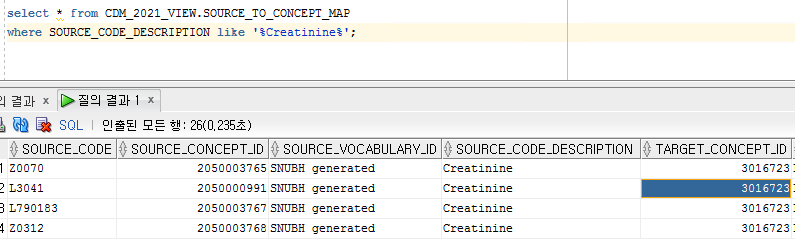 select * from CDM_2021_VIEW.SOURCE_TO_CONCEPT_MAP
where SOURCE_CODE_DESCRIPTION like '%Creatinine%';
의 결과 x 질의 결과 1 x
SQL | 인출된 모든 행: 26(0,235초)
SOURCE_CODE SOURCE_CONCEPT_ID SOURCE_VOCABULARY_ID SOURCE_CODE_DESCRIPTION TARGET_CONCEPT_ID
1 Z0070 2050003765 SNUBH generated Creatinine 3016723
2 L3041 2050000991 SNUBH generated Creatinine 3016723
3 L790183 2050003767 SNUBH generated Creatinine 3016723
4 Z0312 2050003768 SNUBH generated Creatinine 3016723